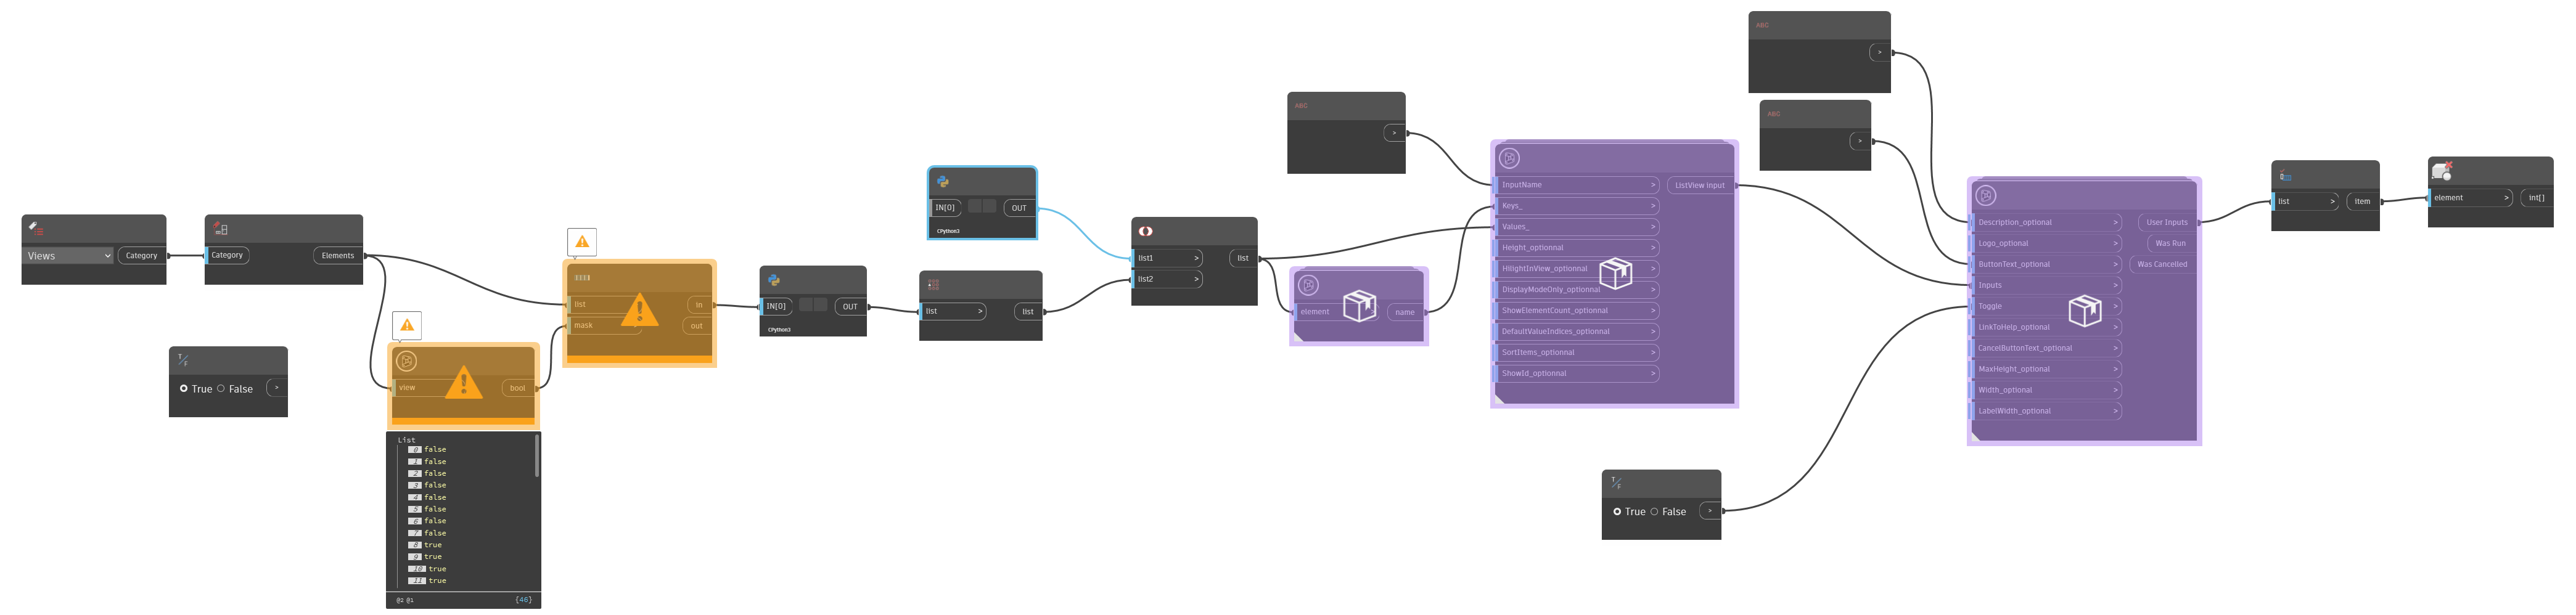 Views
Category
Category
Elements
T/F
True
False
>
view
bool
List
0 false
1 false
2 false
3 false
4 false
5 false
6 false
7 false
8 true
9 true
10 true
11 true
@2 @1
{46}
list
mask
>
in
out
IN[0]
OUT
CPython3
list >
list
IN[0]
OUT
CPython3
list1 >
list2 >
list
element
name
ABC
>
InputName >
Keys_ >
Values_ >
Height_optionnal >
HilightInView_optionnal >
DisplayModeOnly_optionnal >
ShowElementCount_optionnal >
DefaultValueIndices_optionnal >
SortItems_optionnal >
ShowId_optionnal >
ListView Input
T/F
True
False
>
ABC
>
ABC
>
Description_optional >
Logo_optional >
ButtonText_optional >
Inputs >
Toggle >
LinkToHelp_optional >
CancelButtonText_optional >
MaxHeight_optional >
Width_optional >
LabelWidth_optional >
User Inputs
Was Run
Was Cancelled
list >
item
element >
int[]